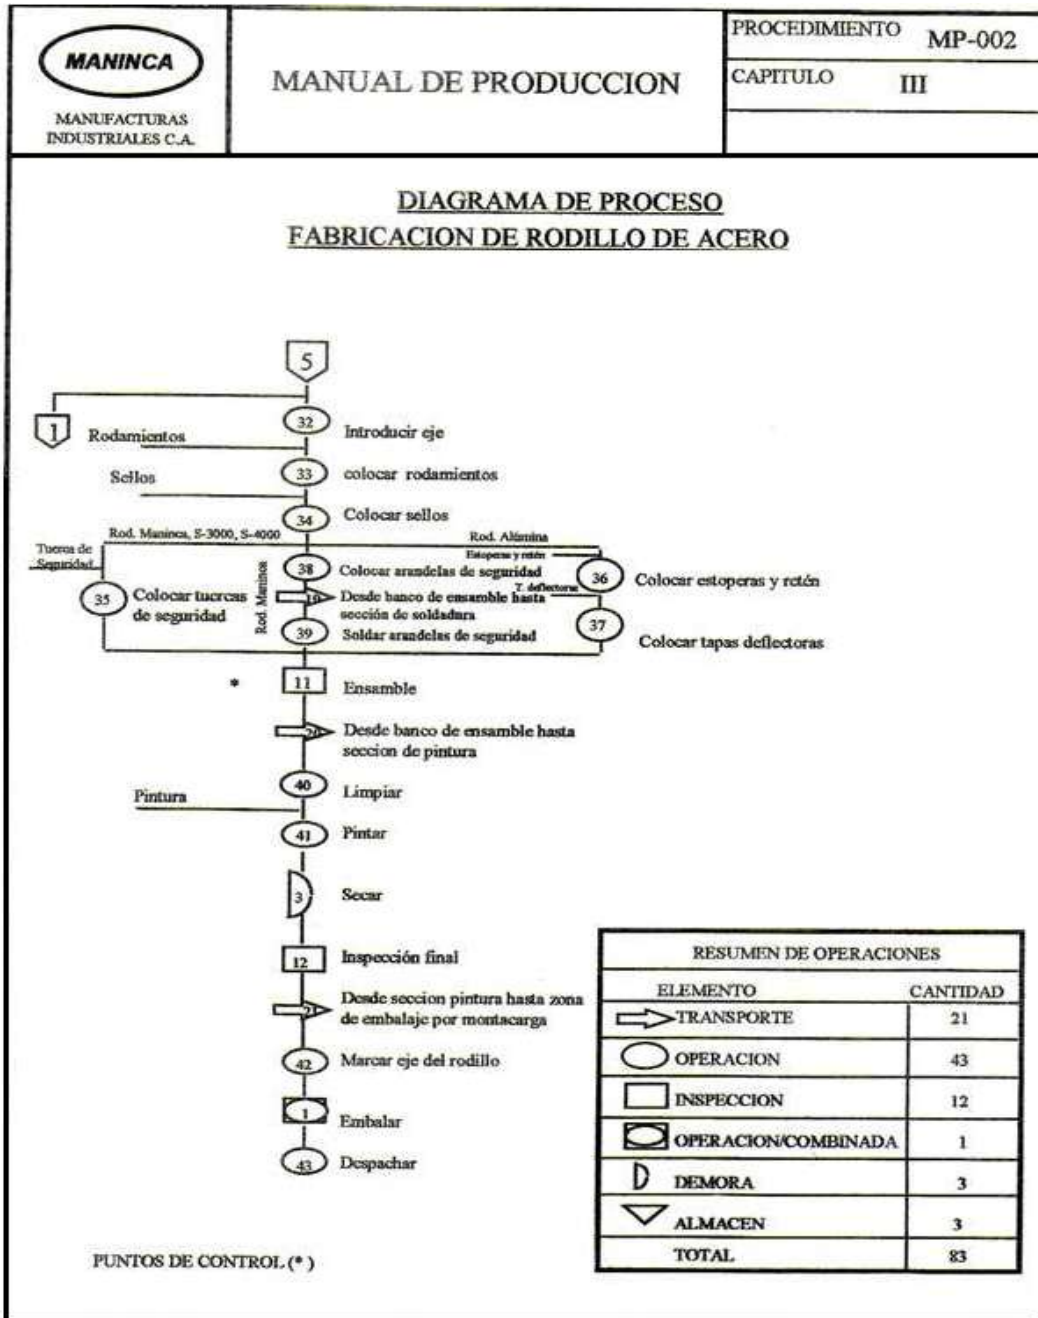 MANINCA
MANUFACTURAS
INDUSTRIALES C.A.
MANUAL DE PRODUCCION
PROCEDIMIENTO MP-002
CAPITULO III
DIAGRAMA DE PROCESO
FABRICACION DE RODILLO DE ACERO
5
1
32 Introducir eje
Rodamientos
33 colocar rodamientos
Sellos
34 Colocar sellos
Rod. Maninca, S-3000, S-4000
Rod. Alúmina
Tuerca de
Seguridad
Estoperas y retén
Rod. Maninca
38 Colocar arandelas de seguridad
36 Colocar estoperas y retén
35 Colocar tuercas
de seguridad
T. deflectoras
19 Desde banco de ensamble hasta
sección de soldadura
39 Soldar arandelas de seguridad
37 Colocar tapas deflectoras
* 11 Ensamble
20 Desde banco de ensamble hasta
seccion de pintura
40 Limpiar
Pintura
41 Pintar
3 Secar
12 Inspección final
21 Desde seccion pintura hasta zona
de embalaje por montacarga
42 Marcar eje del rodillo
1 Embalar
43 Despachar
PUNTOS DE CONTROL (* )
RESUMEN DE OPERACIONES
ELEMENTO CANTIDAD
TRANSPORTE 21
OPERACION 43
INSPECCION 12
OPERACION/COMBINADA 1
DEMORA 3
ALMACEN 3
TOTAL 83